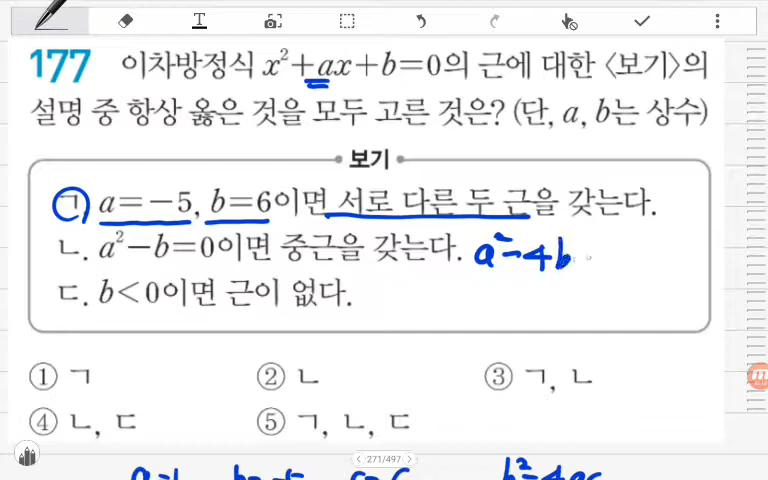 177 이차방정식 x²+ax+b=0의 근에 대한 〈보기〉의
설명 중 항상 옳은 것을 모두 고른 것은? (단, a, b는 상수)
보기
ㄱ. a=-5, b=6이면 서로 다른 두 근을 갖는다.
ㄴ. a²-b=0이면 중근을 갖는다. a²-4b
ㄷ. b<0이면 근이 없다.
① ㄱ ② ㄴ ③ ㄱ, ㄴ
④ ㄴ, ㄷ ⑤ ㄱ, ㄴ, ㄷ
271/497
b²-4ac